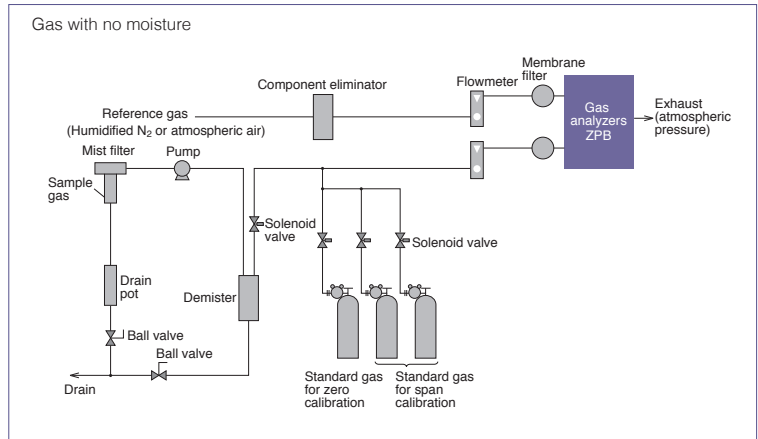 Gas with no moisture
Component eliminator
Flowmeter
Membrane
filter
Reference gas
(Humidified N₂ or atmospheric air)
Gas
analyzers
ZPB
Exhaust
(atmospheric
pressure)
Mist filter
Pump
Sample
gas
Solenoid
valve
Solenoid valve
Drain
pot
Demister
Ball valve
Ball valve
Drain
Standard gas
for zero
calibration
Standard gas
for span
calibration